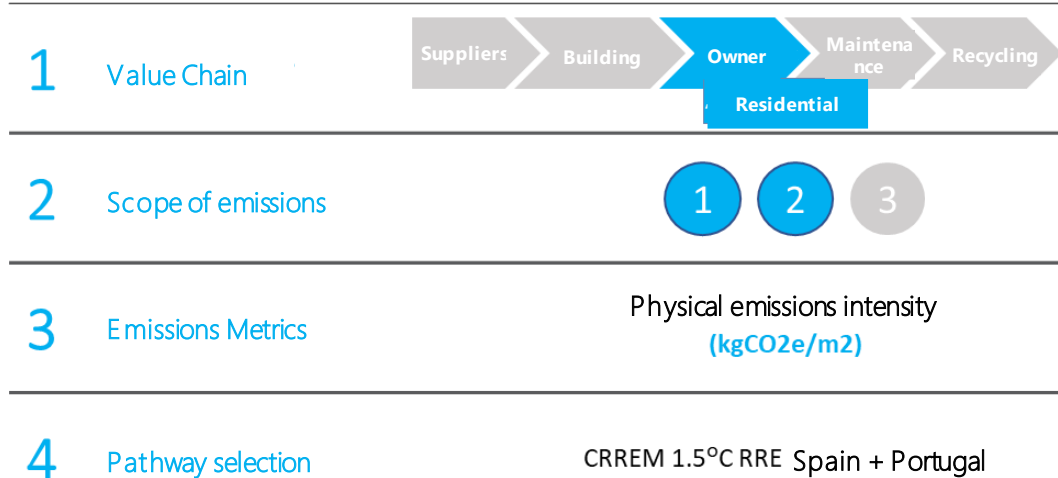 1
Value Chain
Suppliers
Building
Owner
Maintena
nce
Recycling
Residential
2
Scope of emissions
1
2
3
3
Emissions Metrics
Physical emissions intensity
(kgCO2e/m2)
4
Pathway selection
CRREM 1.5°C RRE Spain + Portugal